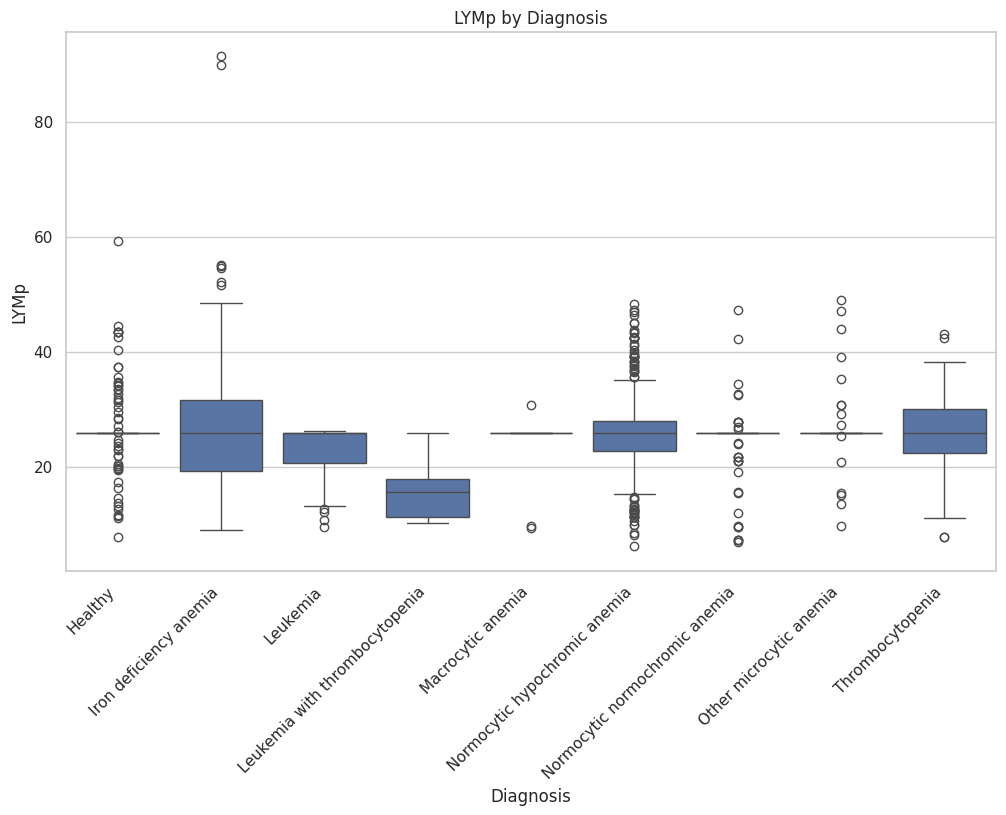 LYMp by Diagnosis
LYMp
80
60
40
20
Healthy
Iron deficiency anemia
Leukemia
Leukemia with thrombocytopenia
Macrocytic anemia
Normocytic hypochromic anemia
Normocytic normochromic anemia
Other microcytic anemia
Thrombocytopenia
Diagnosis